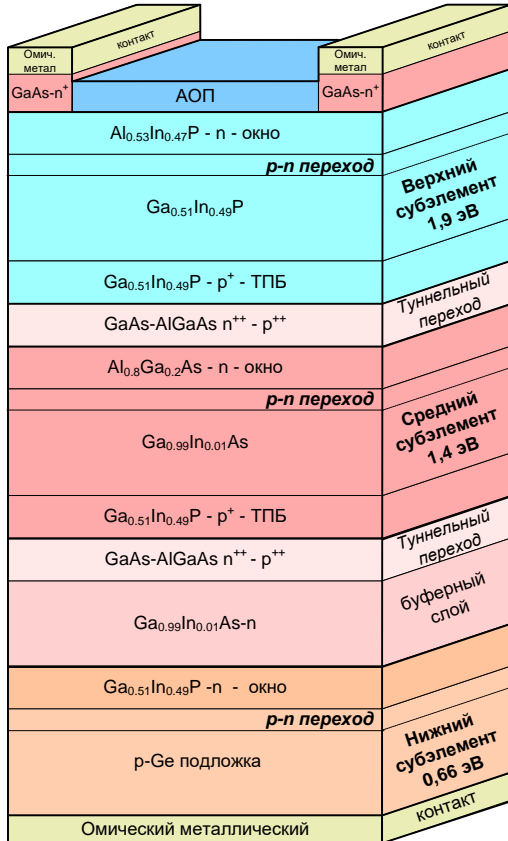 контакт
контакт
Омич.
метал
Омич.
метал
GaAs-n⁺
GaAs-n⁺
АОП
Al₀.₅₃In₀.₄₇P - n - окно
p-n переход
Ga₀.₅₁In₀.₄₉P
Верхний
субэлемент
1,9 эВ
Ga₀.₅₁In₀.₄₉P - p⁺ - ТПБ
GaAs-AlGaAs n⁺⁺ - p⁺⁺
Туннельный
переход
Al₀.₈Ga₀.₂As - n - окно
p-n переход
Ga₀.₉₉In₀.₀₁As
Средний
субэлемент
1,4 эВ
Ga₀.₅₁In₀.₄₉P - p⁺ - ТПБ
GaAs-AlGaAs n⁺⁺ - p⁺⁺
Туннельный
переход
Ga₀.₉₉In₀.₀₁As-n
буферный
слой
Ga₀.₅₁In₀.₄₉P -n - окно
p-n переход
p-Ge подложка
Нижний
субэлемент
0,66 эВ
Омический металлический
контакт